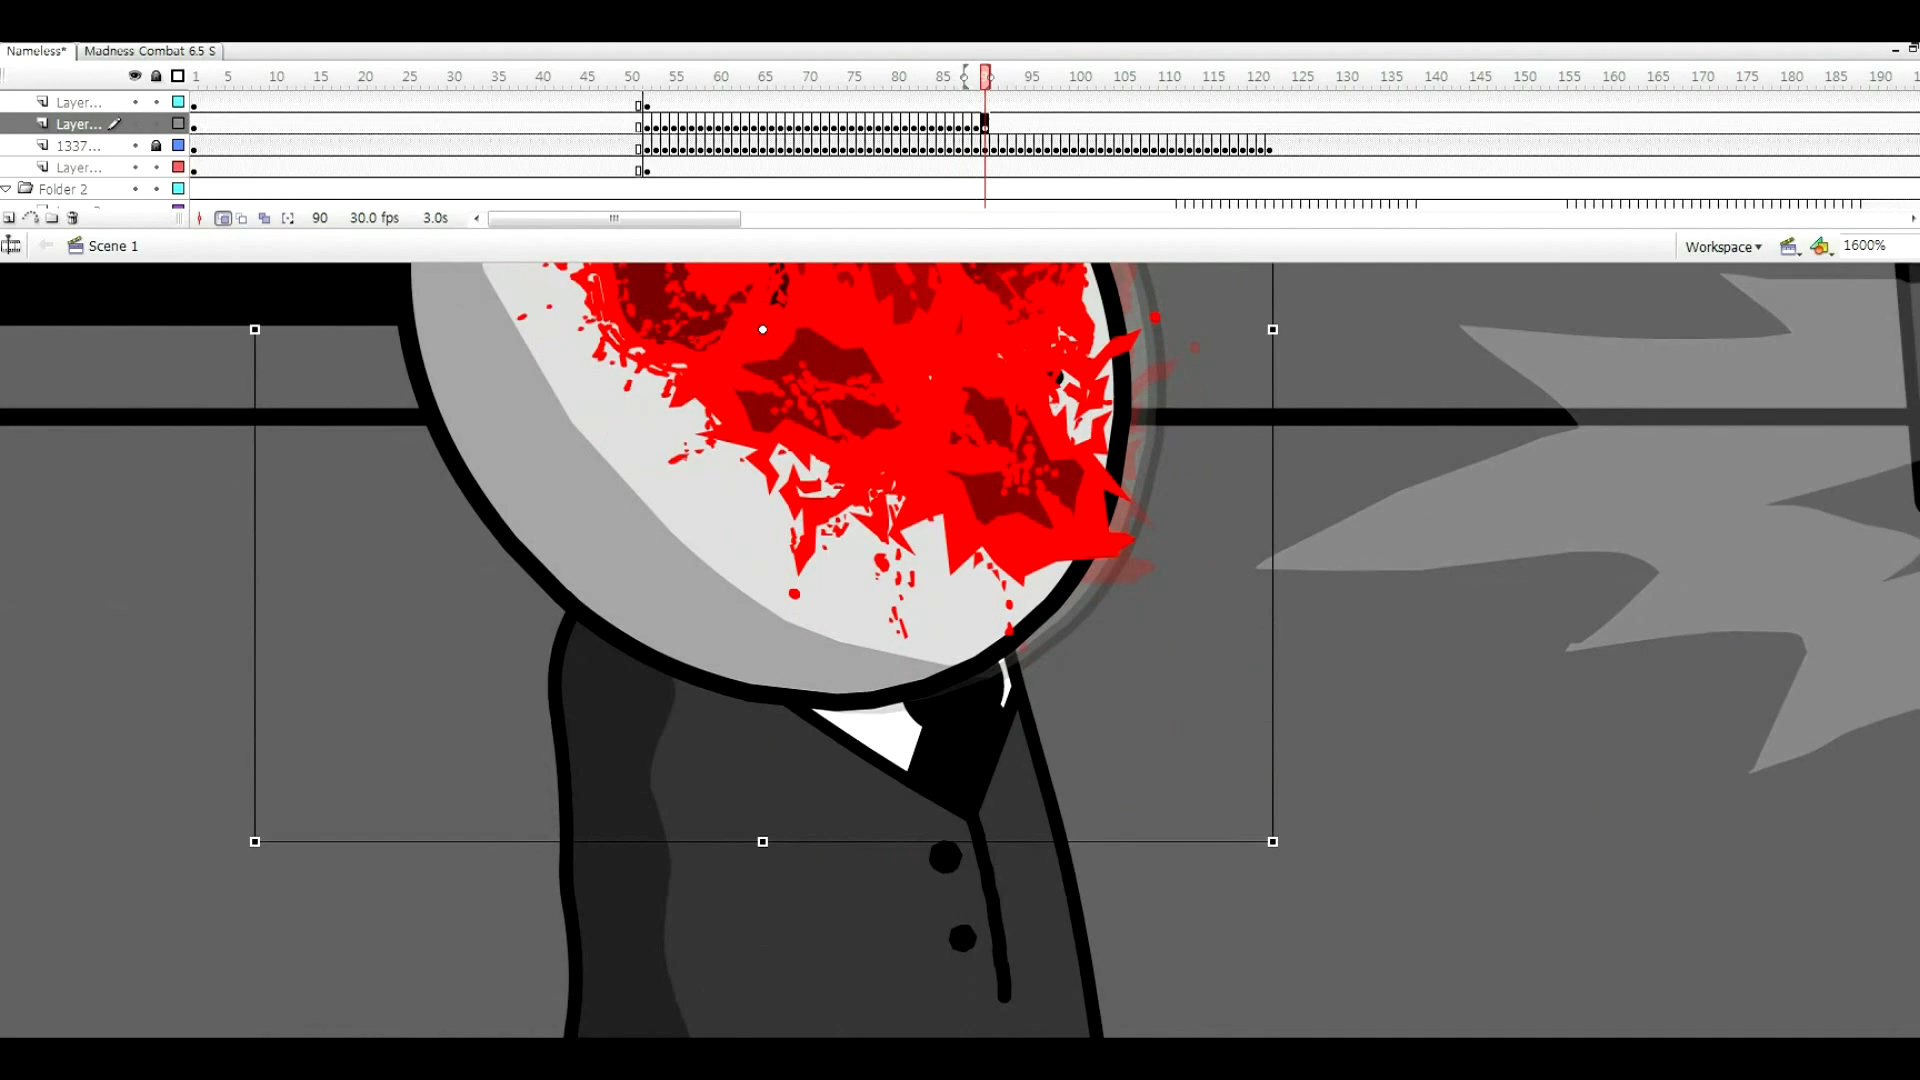 Nameless* Madness Combat 6.5 S
1 5 10 15 20 25 30 35 40 45 50 55 60 65 70 75 80 85 95 100 105 110 115 120 125 130 135 140 145 150 155 160 165 170 175 180 185 190
Layer...
Layer...
1337...
Layer...
Folder 2
90 30.0 fps 3.0s
Scene 1 Workspace 1600%